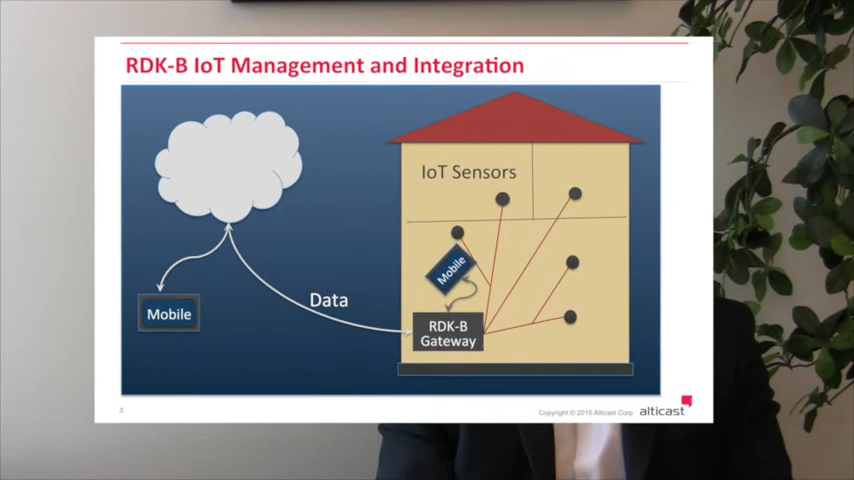 RDK-B IoT Management and Integration
IoT Sensors
Mobile
Mobile
Data
RDK-B
Gateway
3
Copyright © 2015 Alticast Corp
alticast